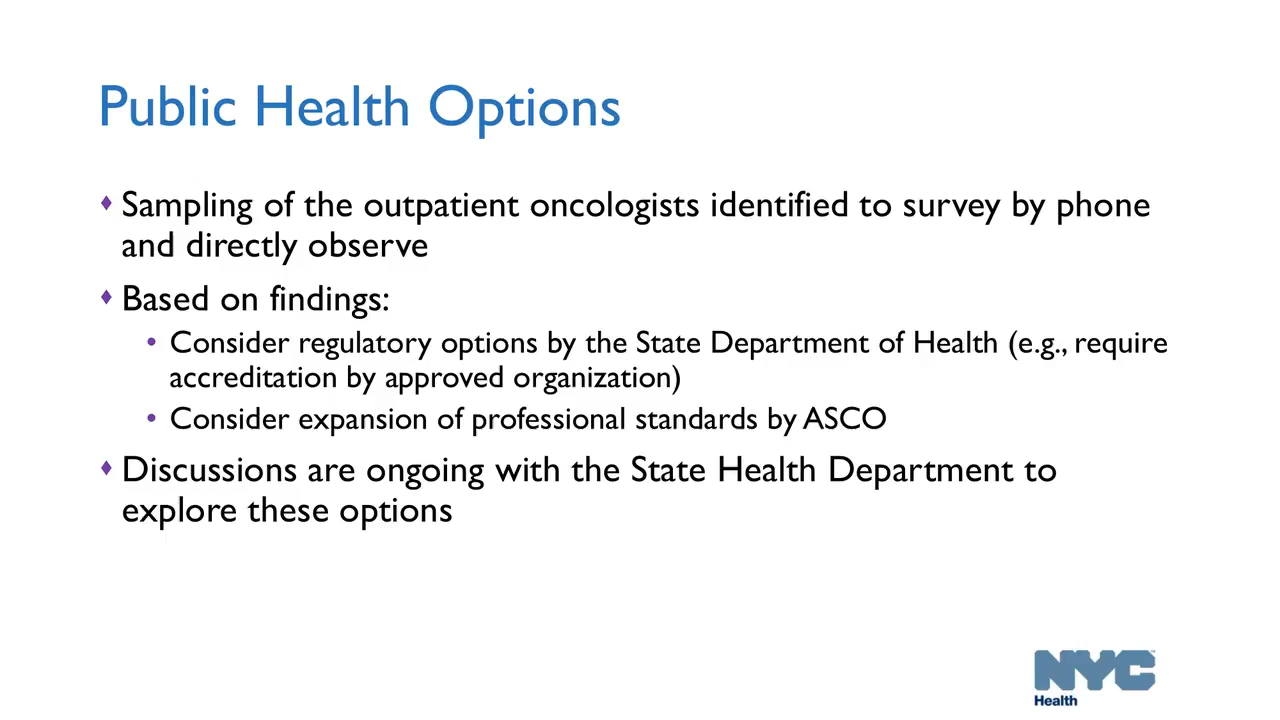 Public Health Options
Sampling of the outpatient oncologists identified to survey by phone
and directly observe
Based on findings:
Consider regulatory options by the State Department of Health (e.g., require
accreditation by approved organization)
Consider expansion of professional standards by ASCO
Discussions are ongoing with the State Health Department to
explore these options
NYC
Health